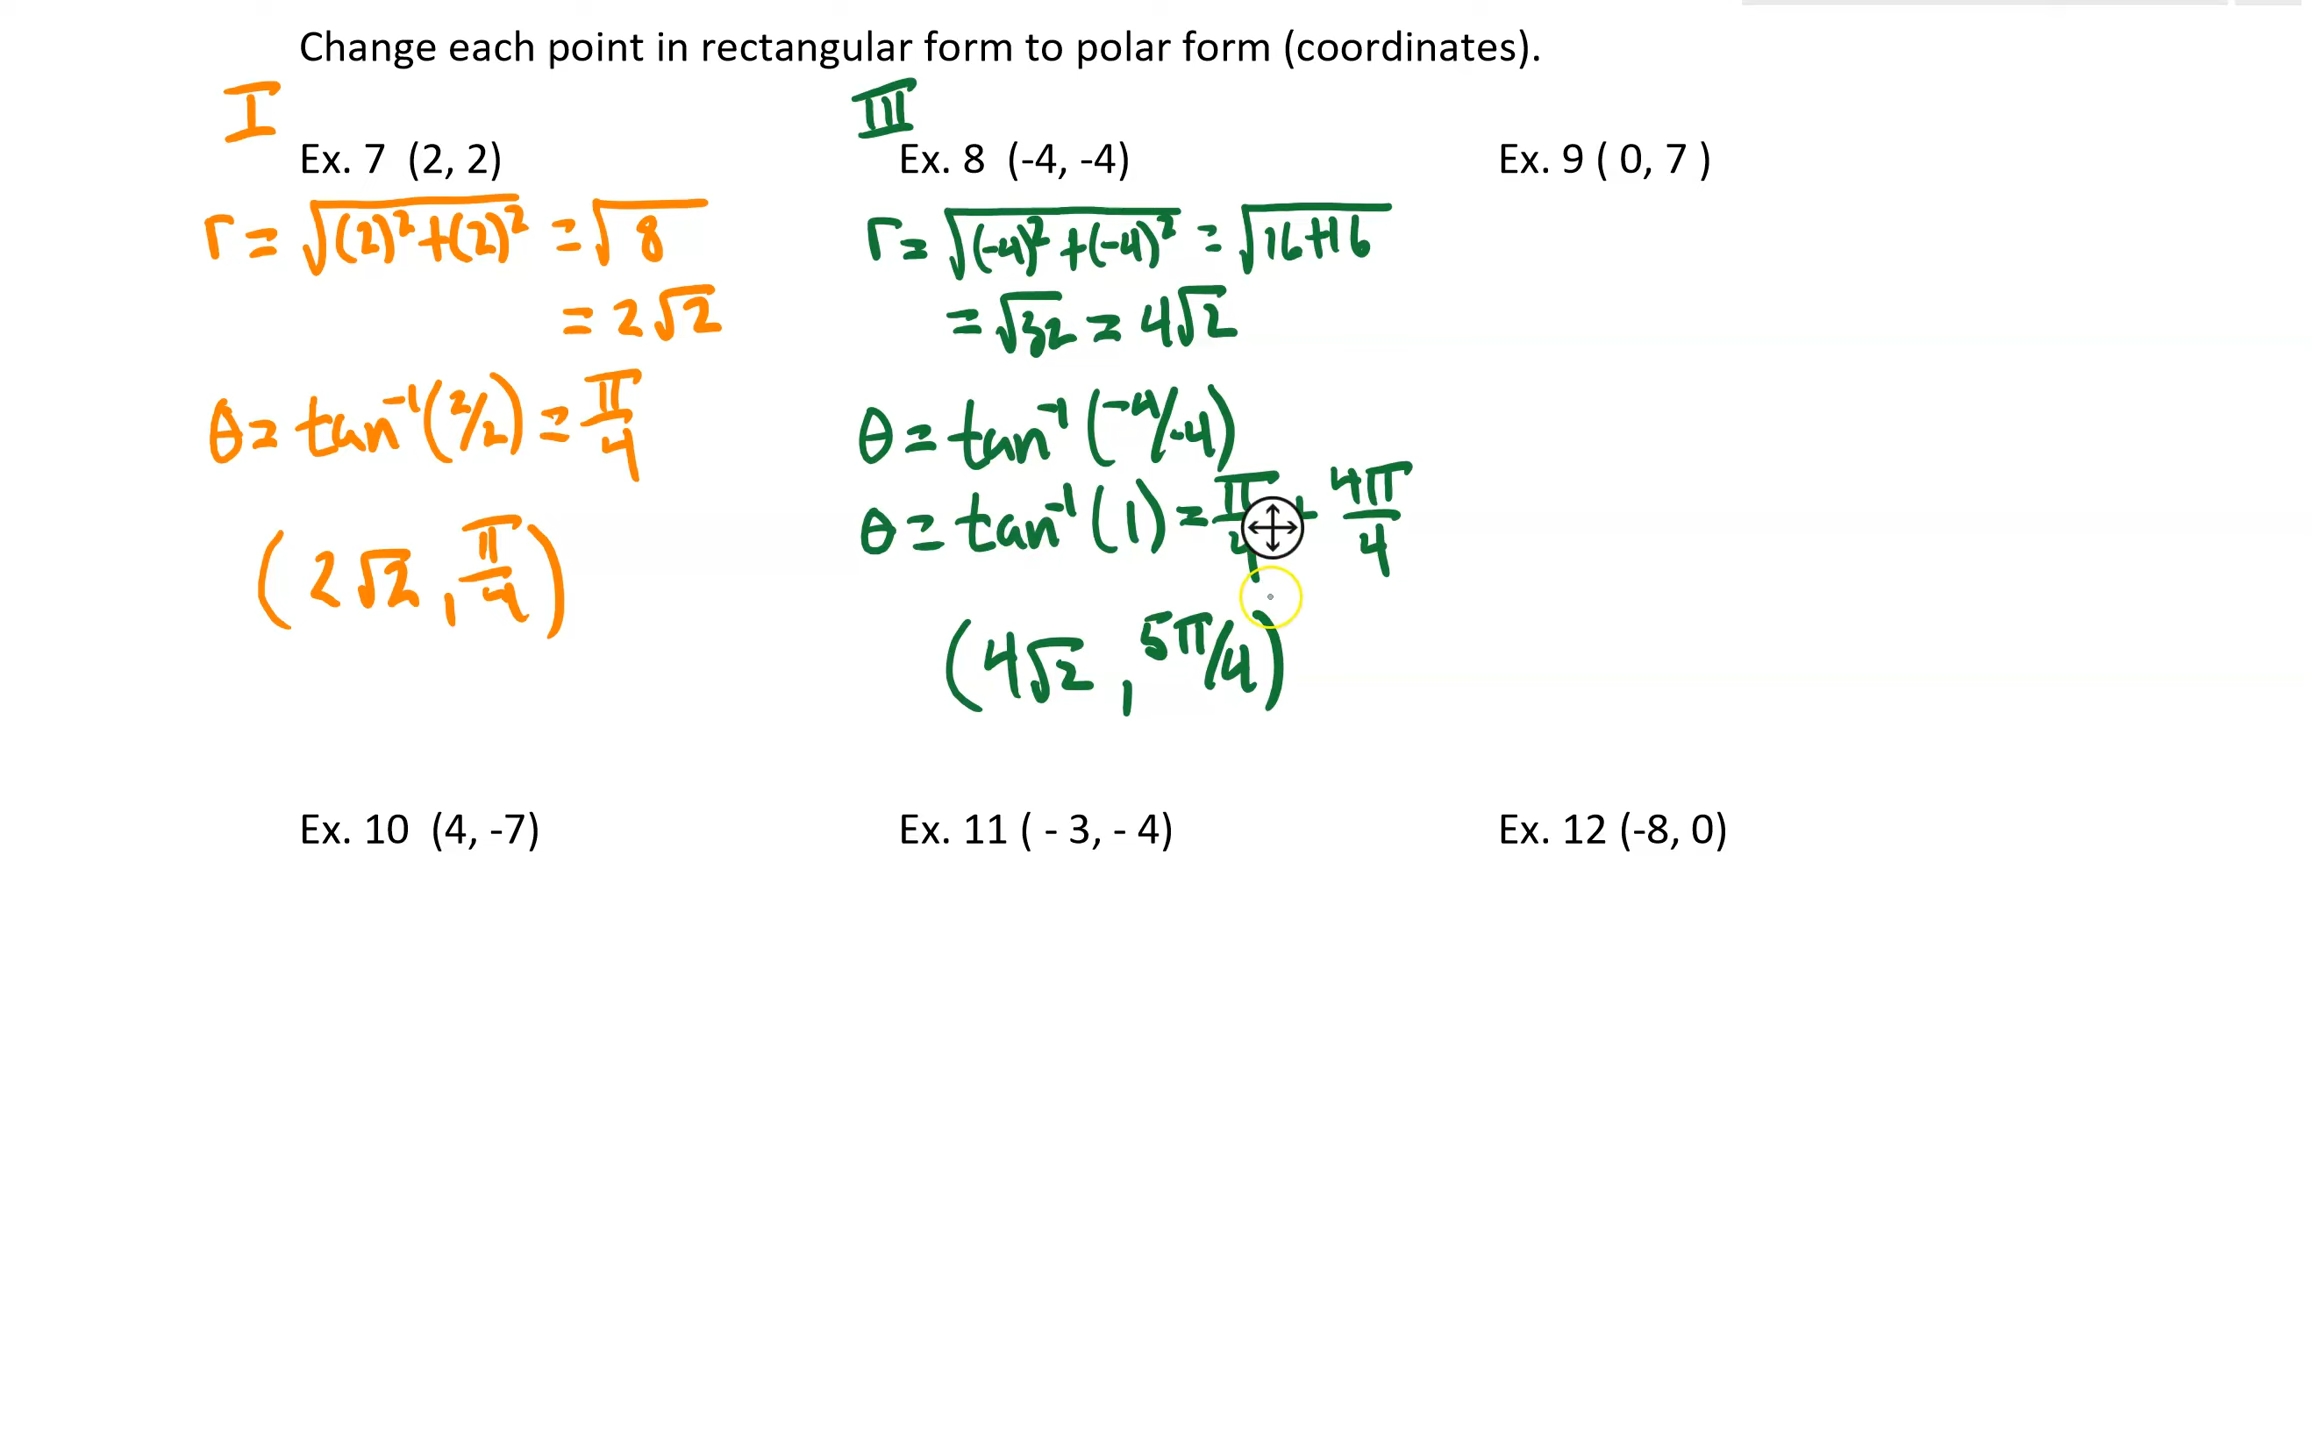 Change each point in rectangular form to polar form (coordinates).
I
Ex. 7 (2, 2)
r = √((2)² + (2)²) = √8
= 2√2
θ = tan⁻¹(2/2) = π/4
(2√2, π/4)
III
Ex. 8 (-4, -4)
r = √((-4)² + (-4)²) = √(16+16)
= √32 = 4√2
θ = tan⁻¹(-4/-4)
θ = tan⁻¹(1) = π/4 + 4π/4
(4√2, 5π/4)
Ex. 9 ( 0, 7 )
Ex. 10 (4, -7)
Ex. 11 ( - 3, - 4)
Ex. 12 (-8, 0)